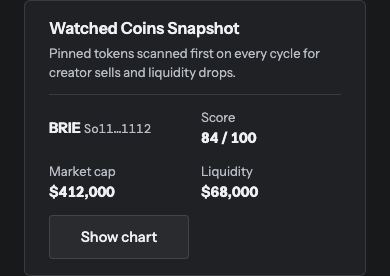 Watched Coins Snapshot
Pinned tokens scanned first on every cycle for
creator sells and liquidity drops.
BRIE So11…1112
Score
84 / 100
Market cap
$412,000
Liquidity
$68,000
Show chart